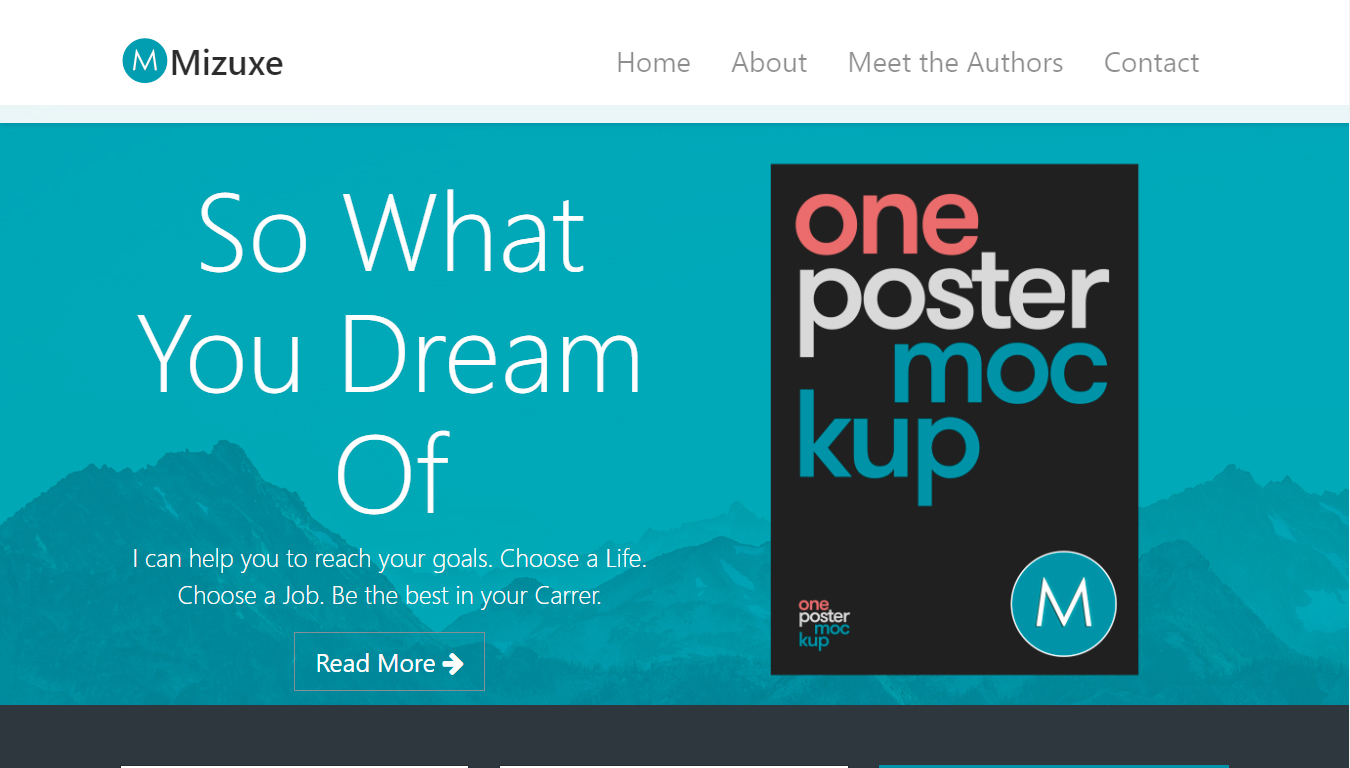 M Mizuxe
Home
About
Meet the Authors
Contact
So What
You Dream
Of
I can help you to reach your goals. Choose a Life.
Choose a Job. Be the best in your Carrer.
Read More
one
poster
moc
kup
one
poster
moc
kup
M